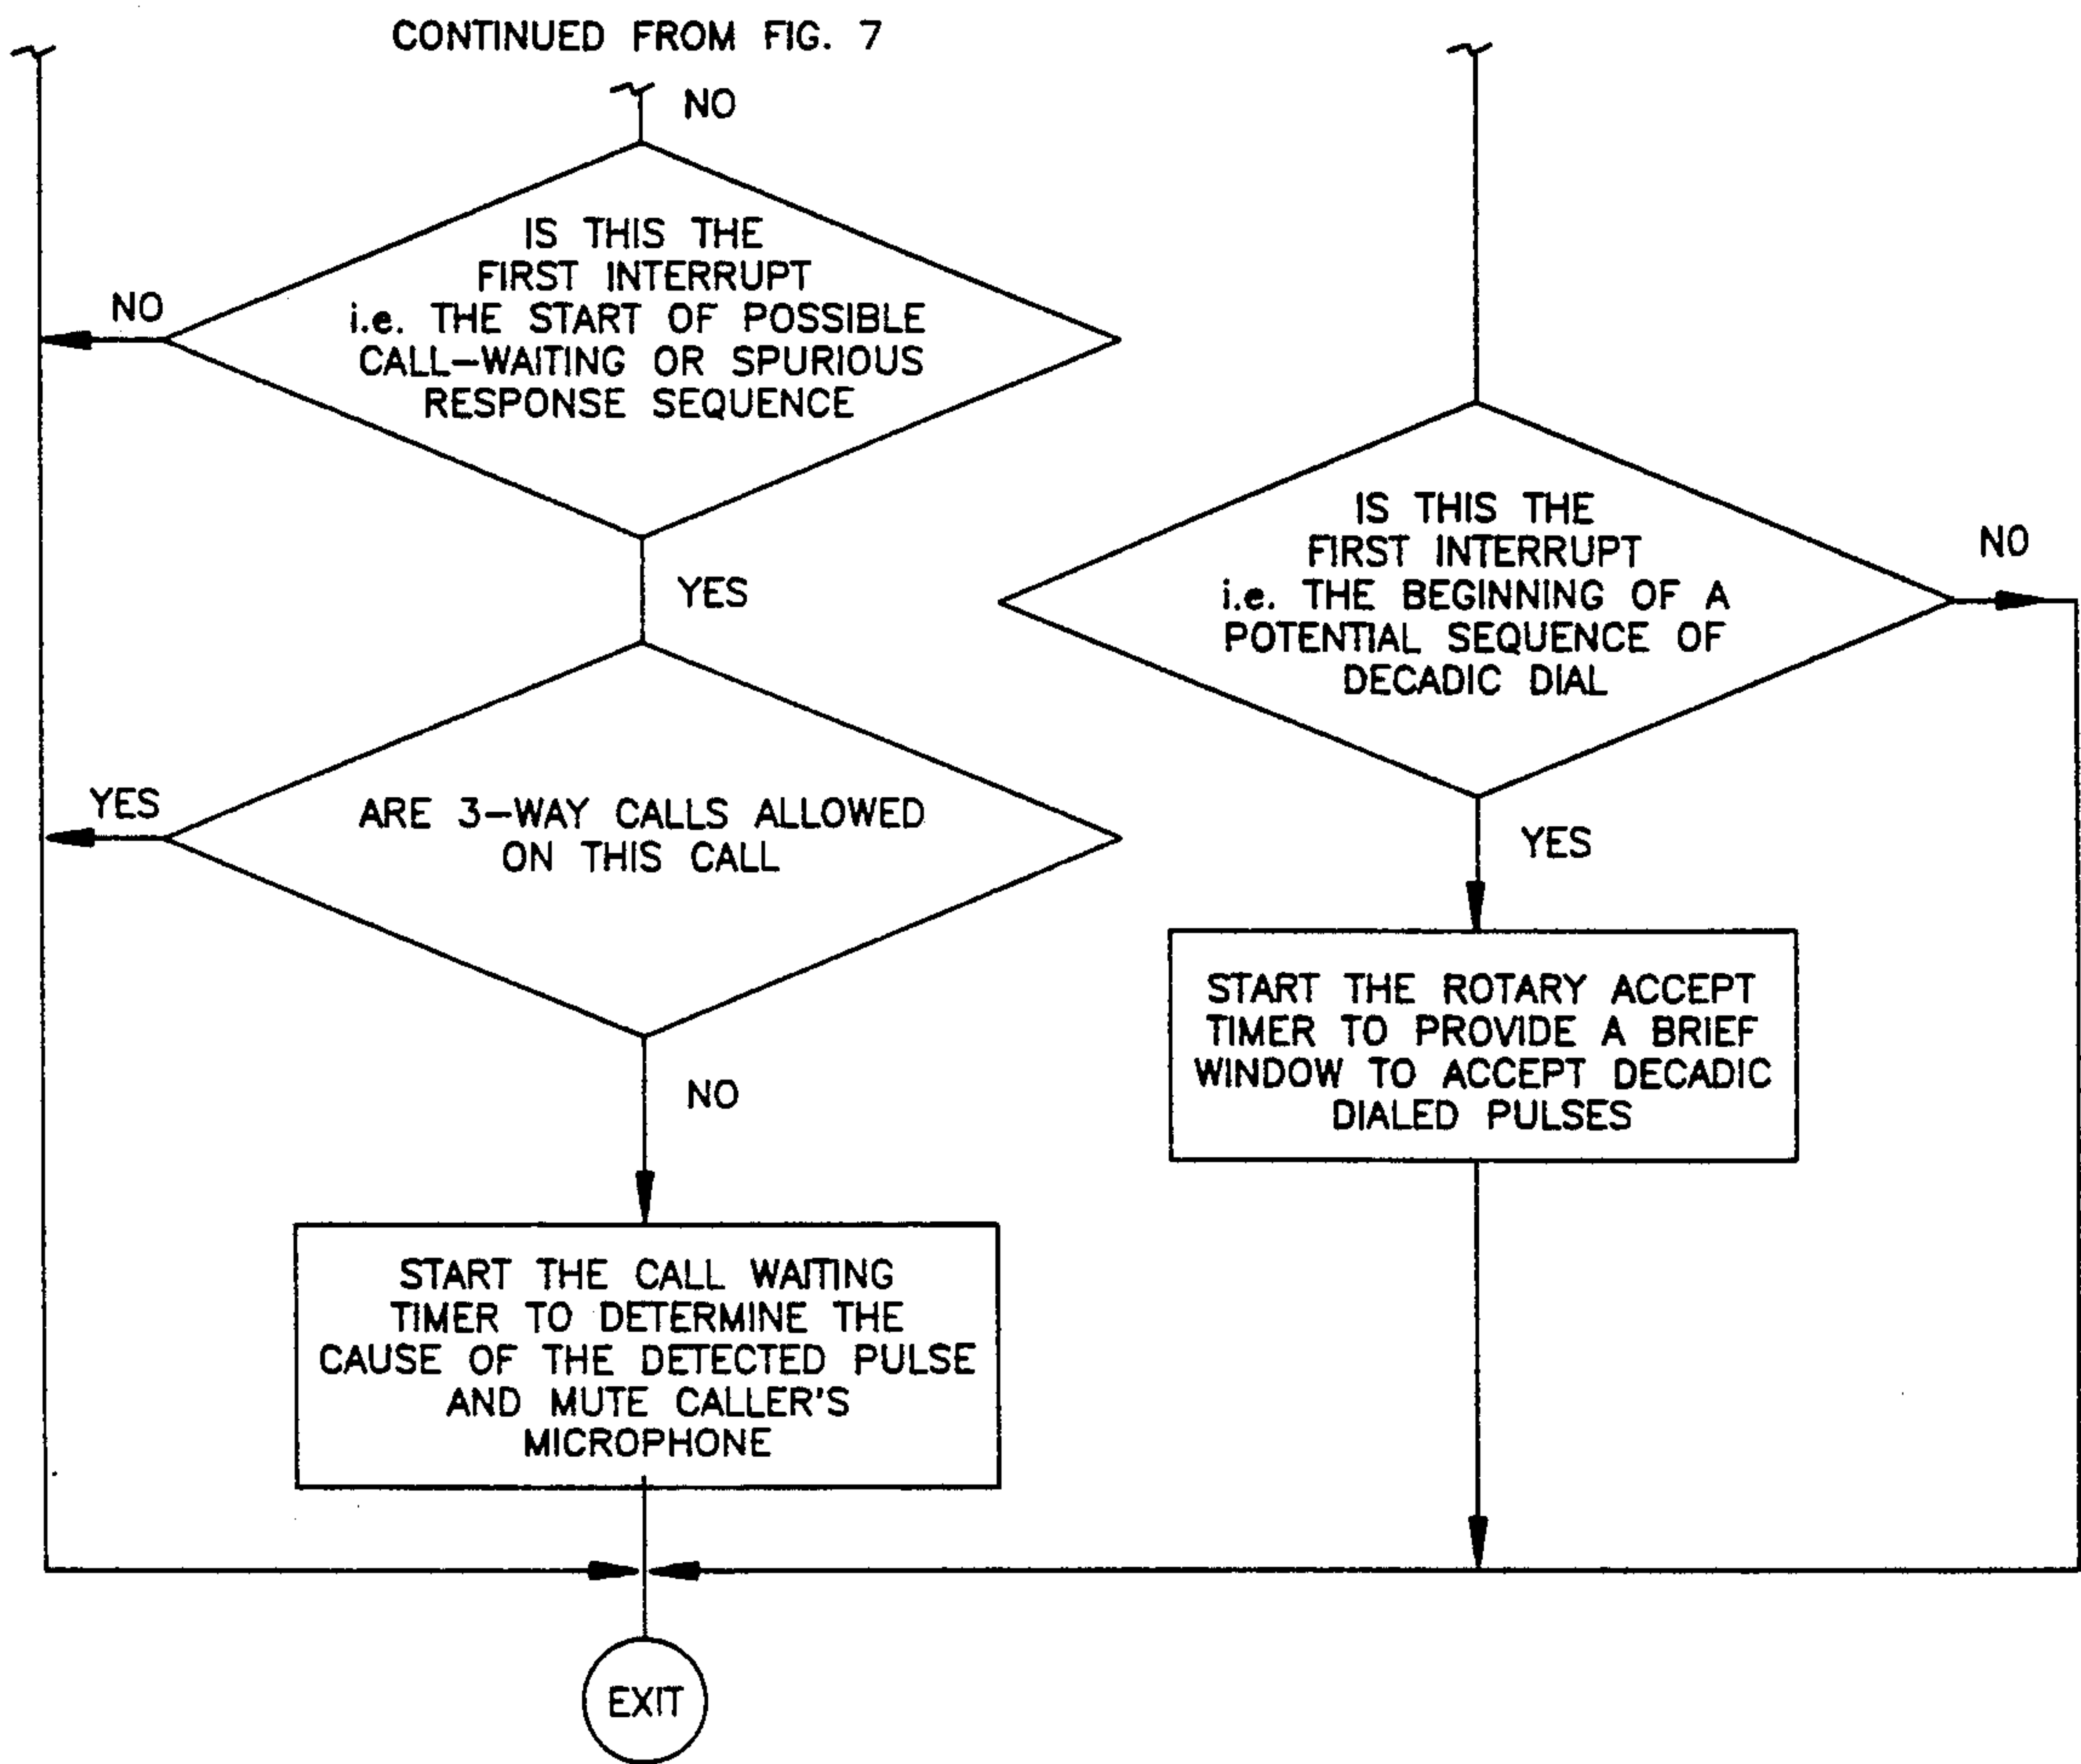 CONTINUED FROM FIG. 7
NO
IS THIS THE
FIRST INTERRUPT
i.e. THE START OF POSSIBLE
CALL-WAITING OR SPURIOUS
RESPONSE SEQUENCE
NO
YES
ARE 3-WAY CALLS ALLOWED
ON THIS CALL
YES
NO
START THE CALL WAITING
TIMER TO DETERMINE THE
CAUSE OF THE DETECTED PULSE
AND MUTE CALLER'S
MICROPHONE
IS THIS THE
FIRST INTERRUPT
i.e. THE BEGINNING OF A
POTENTIAL SEQUENCE OF
DECADIC DIAL
NO
YES
START THE ROTARY ACCEPT
TIMER TO PROVIDE A BRIEF
WINDOW TO ACCEPT DECADIC
DIALED PULSES
EXIT